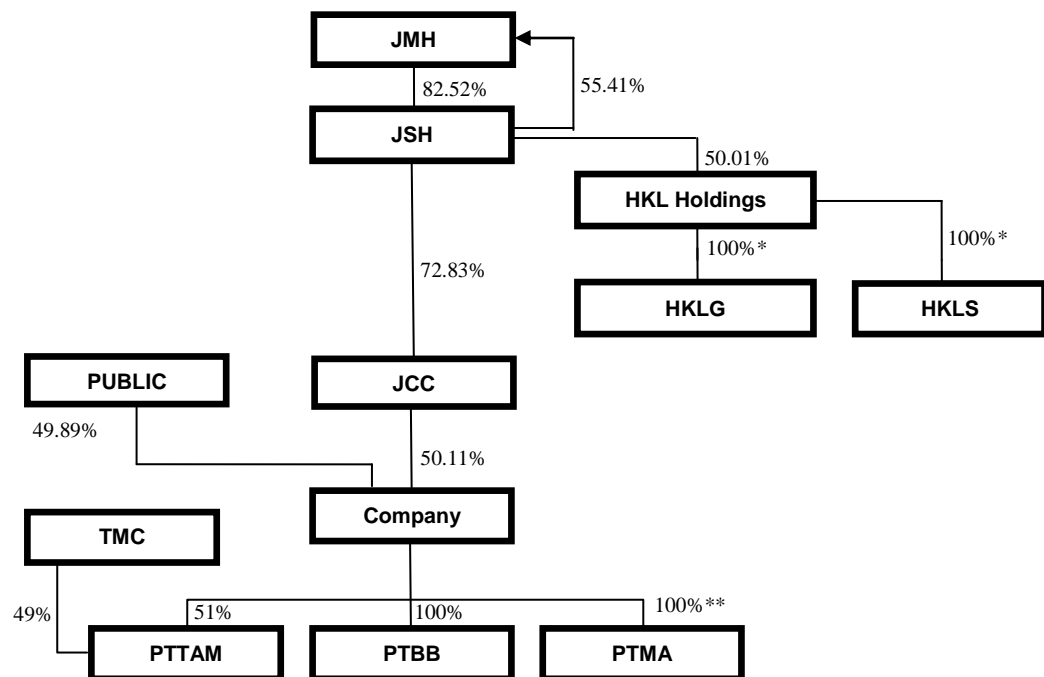 JMH
82.52%
55.41%
JSH
50.01%
HKL Holdings
72.83%
100%*
100%*
HKLG
HKLS
PUBLIC
JCC
49.89%
50.11%
Company
TMC
49%
51%
100%
100%**
PTTAM
PTBB
PTMA